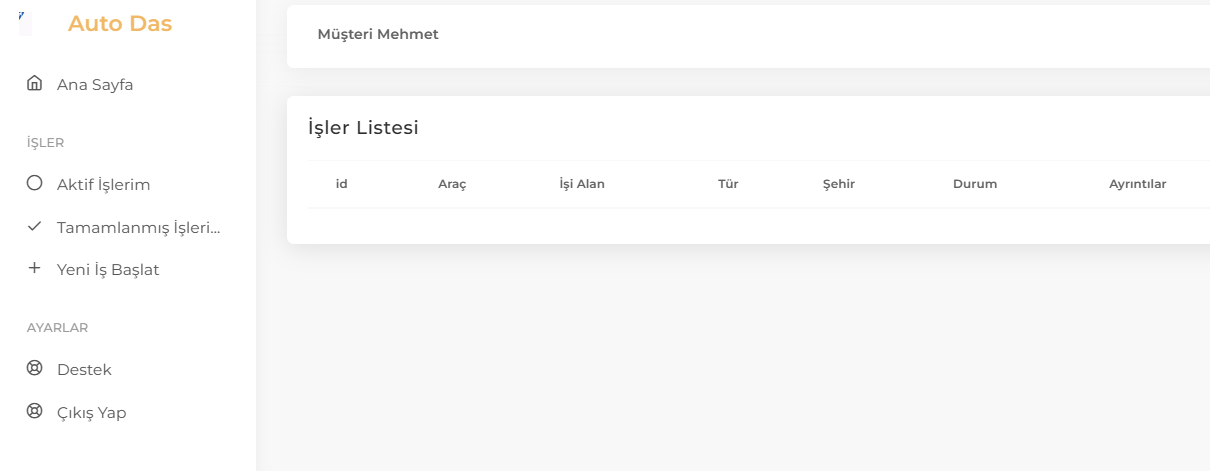 Auto Das
Müşteri Mehmet
Ana Sayfa
İŞLER
Aktif İşlerim
Tamamlanmış İşleri...
Yeni İş Başlat
AYARLAR
Destek
Çıkış Yap
İşler Listesi
id Araç İşi Alan Tür Şehir Durum Ayrıntılar